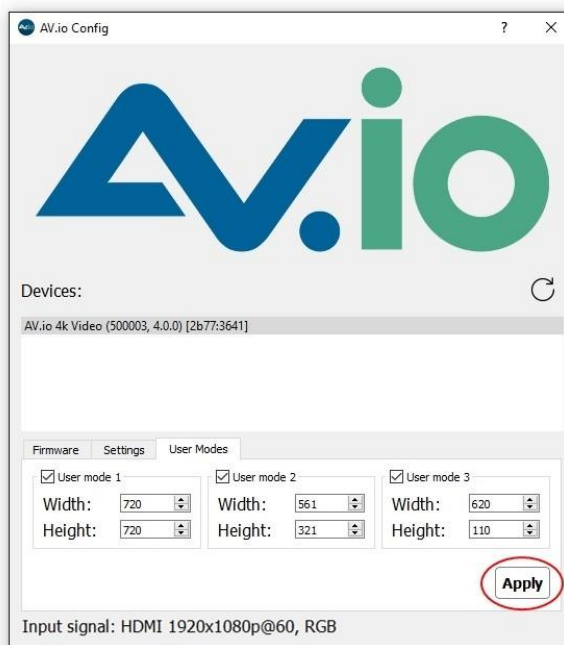 AV.io Config ?
AV.io
Devices:
AV.io 4k Video (500003, 4.0.0) [2b77:3641]
Firmware Settings User Modes
User mode 1 User mode 2 User mode 3
Width: 720 Width: 561 Width: 620
Height: 720 Height: 321 Height: 110
Apply
Input signal: HDMI 1920x1080p@60, RGB